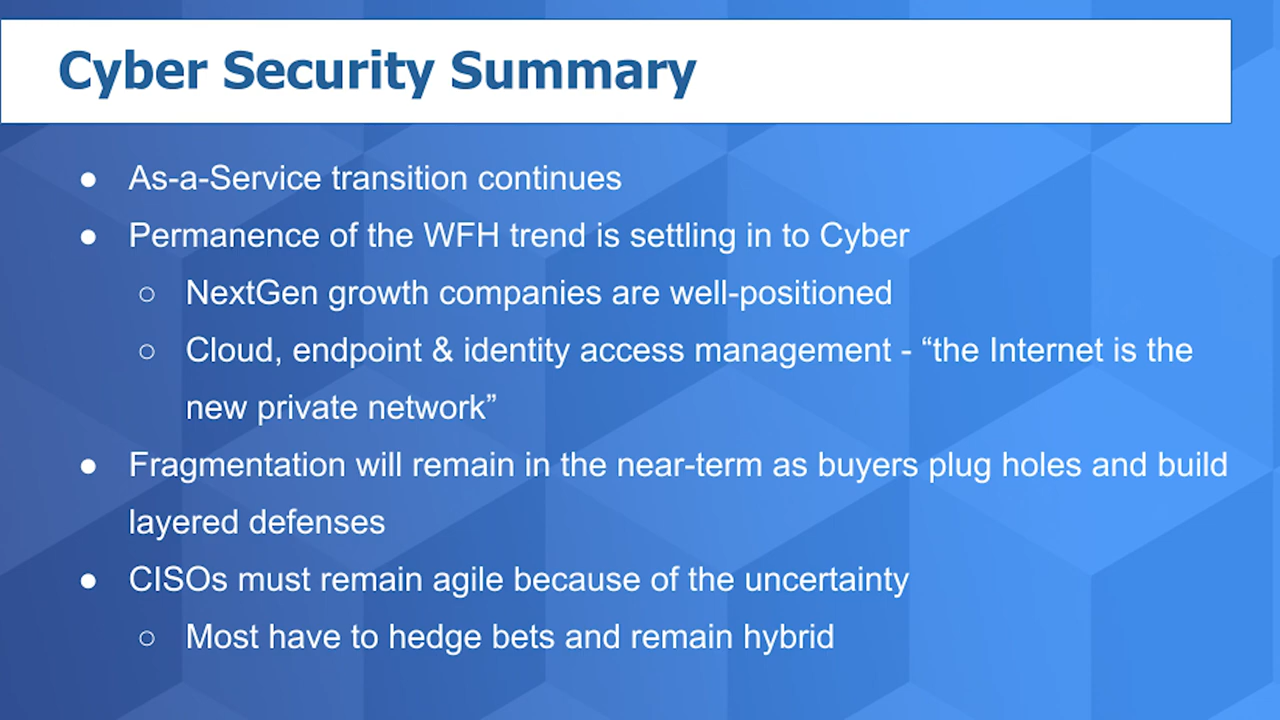 Cyber Security Summary
● As-a-Service transition continues
● Permanence of the WFH trend is settling in to Cyber
○ NextGen growth companies are well-positioned
○ Cloud, endpoint & identity access management - “the Internet is the
new private network”
● Fragmentation will remain in the near-term as buyers plug holes and build
layered defenses
● CISOs must remain agile because of the uncertainty
○ Most have to hedge bets and remain hybrid